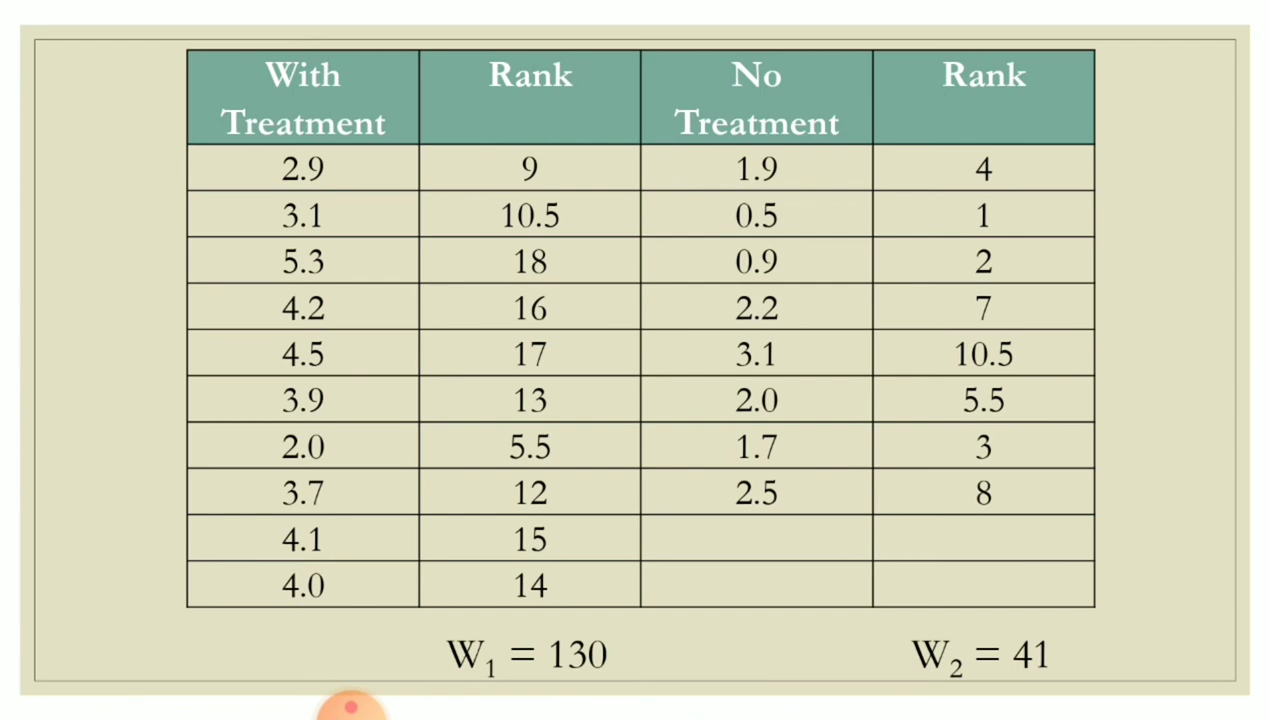 With Treatment Rank No Treatment Rank
2.9 9 1.9 4
3.1 10.5 0.5 1
5.3 18 0.9 2
4.2 16 2.2 7
4.5 17 3.1 10.5
3.9 13 2.0 5.5
2.0 5.5 1.7 3
3.7 12 2.5 8
4.1 15
4.0 14
W₁ = 130 W₂ = 41